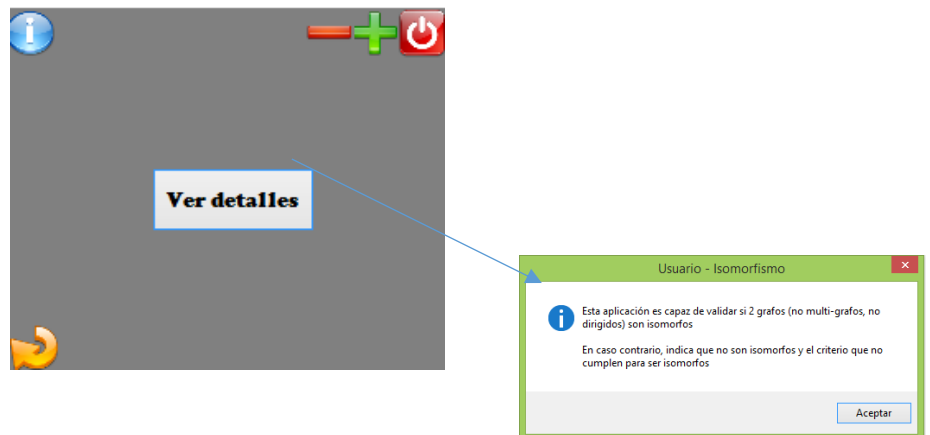 Ver detalles
Usuario - Isomorfismo
Esta aplicación es capaz de validar si 2 grafos (no multi-grafos, no
dirigidos) son isomorfos
En caso contrario, indica que no son isomorfos y el criterio que no
cumplen para ser isomorfos
Aceptar